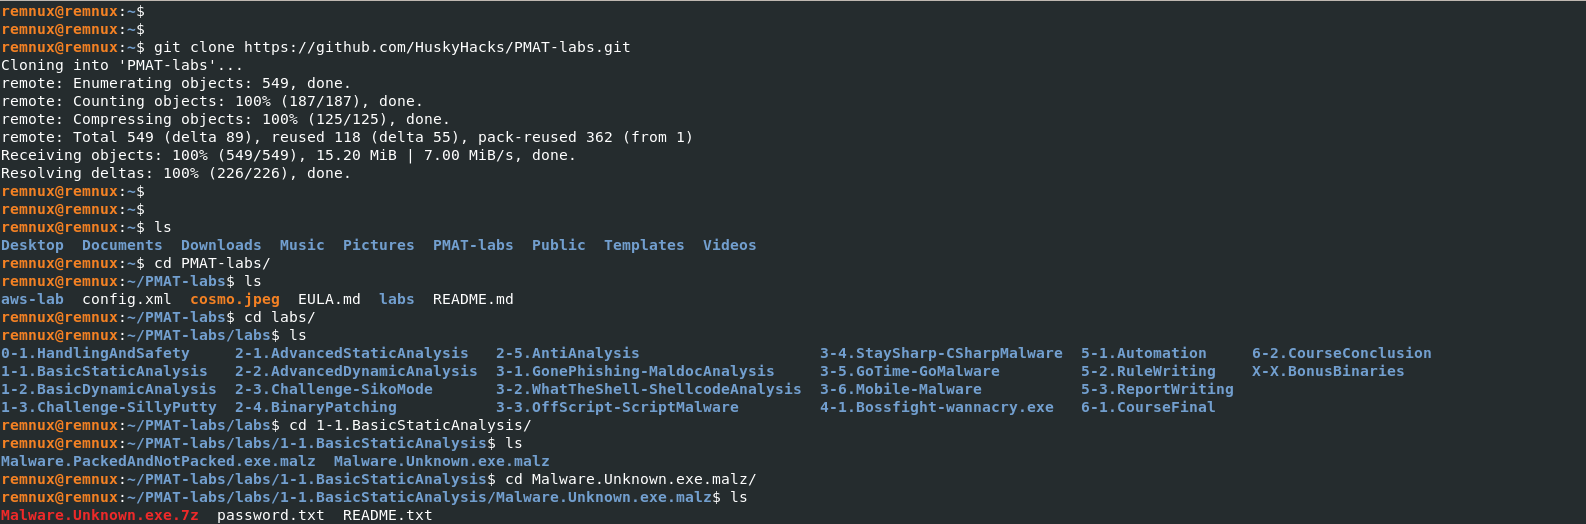 remnux@remnux:~$
remnux@remnux:~$
remnux@remnux:~$ git clone https://github.com/HuskyHacks/PMAT-labs.git
Cloning into 'PMAT-labs'...
remote: Enumerating objects: 549, done.
remote: Counting objects: 100% (187/187), done.
remote: Compressing objects: 100% (125/125), done.
remote: Total 549 (delta 89), reused 118 (delta 55), pack-reused 362 (from 1)
Receiving objects: 100% (549/549), 15.20 MiB | 7.00 MiB/s, done.
Resolving deltas: 100% (226/226), done.
remnux@remnux:~$
remnux@remnux:~$
remnux@remnux:~$ ls
Desktop  Documents  Downloads  Music  Pictures  PMAT-labs  Public  Templates  Videos
remnux@remnux:~$ cd PMAT-labs/
remnux@remnux:~/PMAT-labs$ ls
aws-lab  config.xml  cosmo.jpeg  EULA.md  labs  README.md
remnux@remnux:~/PMAT-labs$ cd labs/
remnux@remnux:~/PMAT-labs/labs$ ls
0-1.HandlingAndSafety     2-1.AdvancedStaticAnalysis   2-5.AntiAnalysis                    3-4.StaySharp-CSharpMalware  5-1.Automation     6-2.CourseConclusion
1-1.BasicStaticAnalysis   2-2.AdvancedDynamicAnalysis  3-1.GonePhishing-MaldocAnalysis     3-5.GoTime-GoMalware         5-2.RuleWriting    X-X.BonusBinaries
1-2.BasicDynamicAnalysis  2-3.Challenge-SikoMode       3-2.WhatTheShell-ShellcodeAnalysis  3-6.Mobile-Malware           5-3.ReportWriting
1-3.Challenge-SillyPutty  2-4.BinaryPatching           3-3.OffScript-ScriptMalware         4-1.Bossfight-wannacry.exe   6-1.CourseFinal
remnux@remnux:~/PMAT-labs/labs$ cd 1-1.BasicStaticAnalysis/
remnux@remnux:~/PMAT-labs/labs/1-1.BasicStaticAnalysis$ ls
Malware.PackedAndNotPacked.exe.malz  Malware.Unknown.exe.malz
remnux@remnux:~/PMAT-labs/labs/1-1.BasicStaticAnalysis$ cd Malware.Unknown.exe.malz/
remnux@remnux:~/PMAT-labs/labs/1-1.BasicStaticAnalysis/Malware.Unknown.exe.malz$ ls
Malware.Unknown.exe.7z  password.txt  README.txt